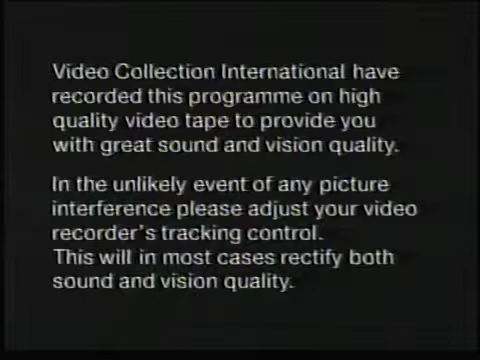 Video Collection International have
recorded this programme on high
quality video tape to provide you
with great sound and vision quality.
In the unlikely event of any picture
interference please adjust your video
recorder's tracking control.
This will in most cases rectify both
sound and vision quality.